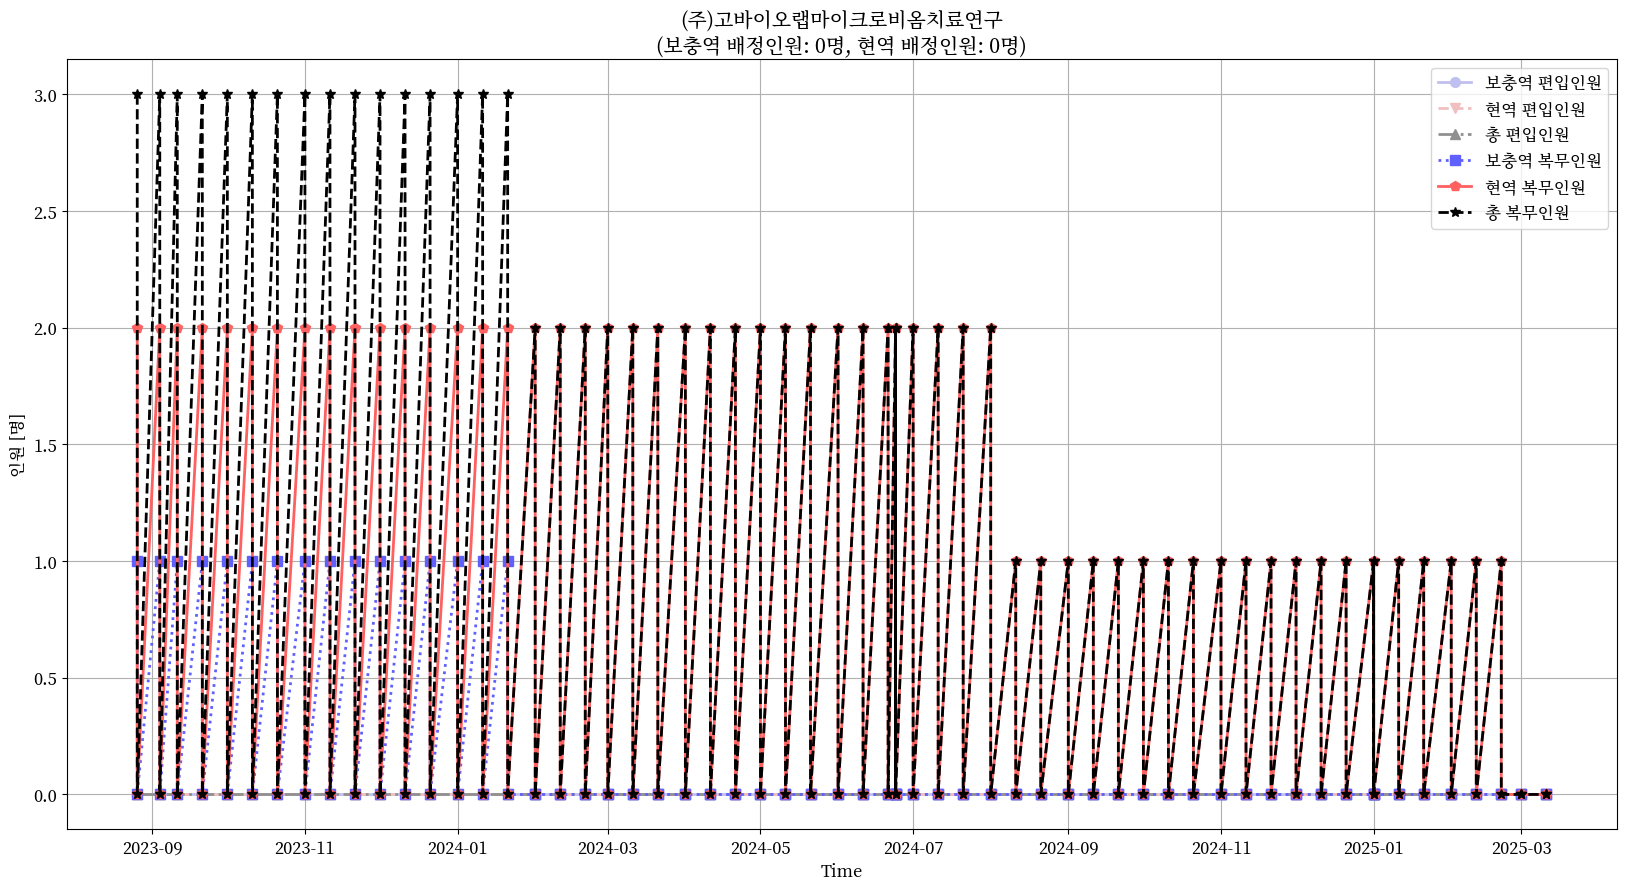 (주)고바이오랩마이크로비옴치료연구
(보충역 배정인원: 0명, 현역 배정인원: 0명)
보충역 편입인원
현역 편입인원
총 편입인원
보충역 복무인원
현역 복무인원
총 복무인원
3.0
2.5
2.0
1.5
1.0
0.5
0.0
인원 [명]
2023-09
2023-11
2024-01
2024-03
2024-05
2024-07
2024-09
2024-11
2025-01
2025-03
Time